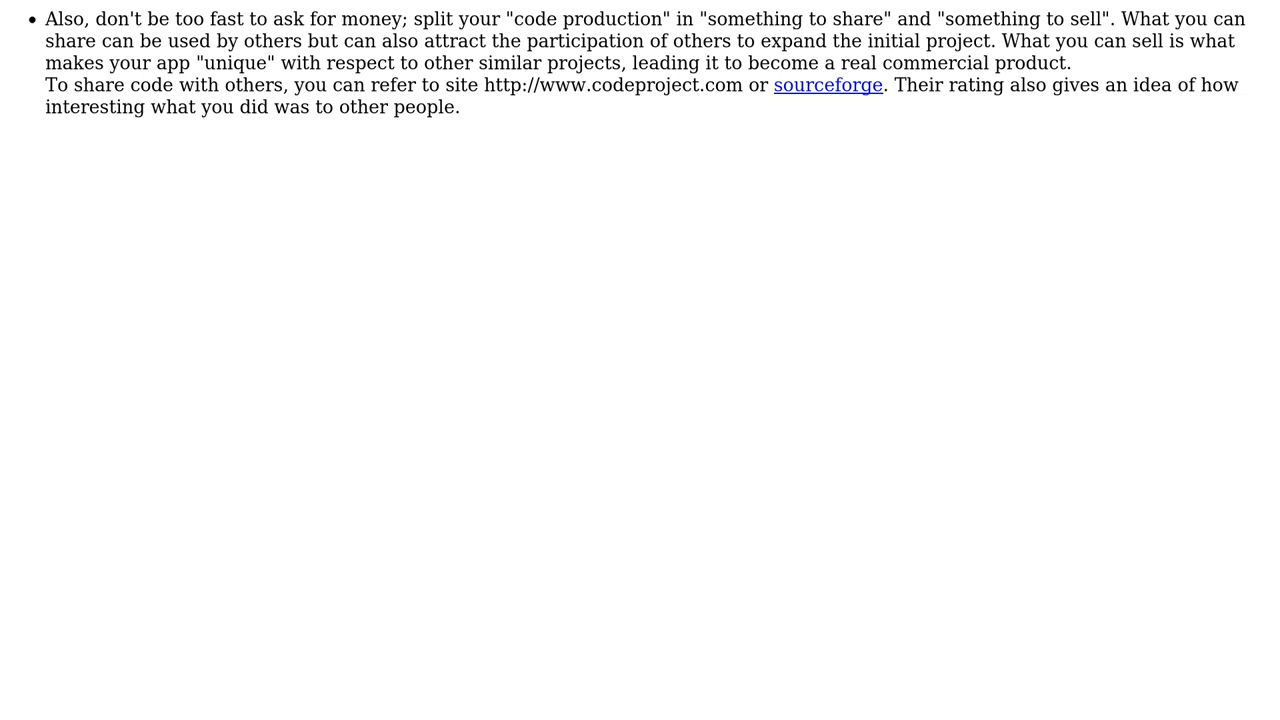 • Also, don't be too fast to ask for money; split your "code production" in "something to share" and "something to sell". What you can
share can be used by others but can also attract the participation of others to expand the initial project. What you can sell is what
makes your app "unique" with respect to other similar projects, leading it to become a real commercial product.
To share code with others, you can refer to site http://www.codeproject.com or sourceforge. Their rating also gives an idea of how
interesting what you did was to other people.